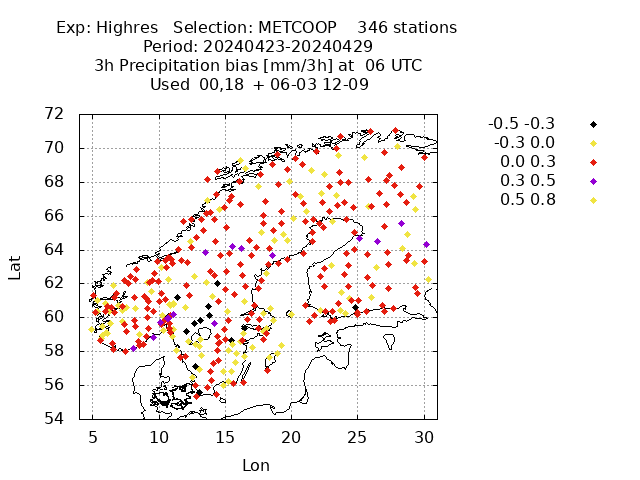 Exp: Highres Selection: METCOOP 346 stations
Period: 20240423-20240429
3h Precipitation bias [mm/3h] at 06 UTC
Used 00,18 + 06-03 12-09
-0.5 -0.3
-0.3 0.0
0.0 0.3
0.3 0.5
0.5 0.8
72
70
68
66
64
62
60
58
56
54
Lat
5 10 15 20 25 30
Lon